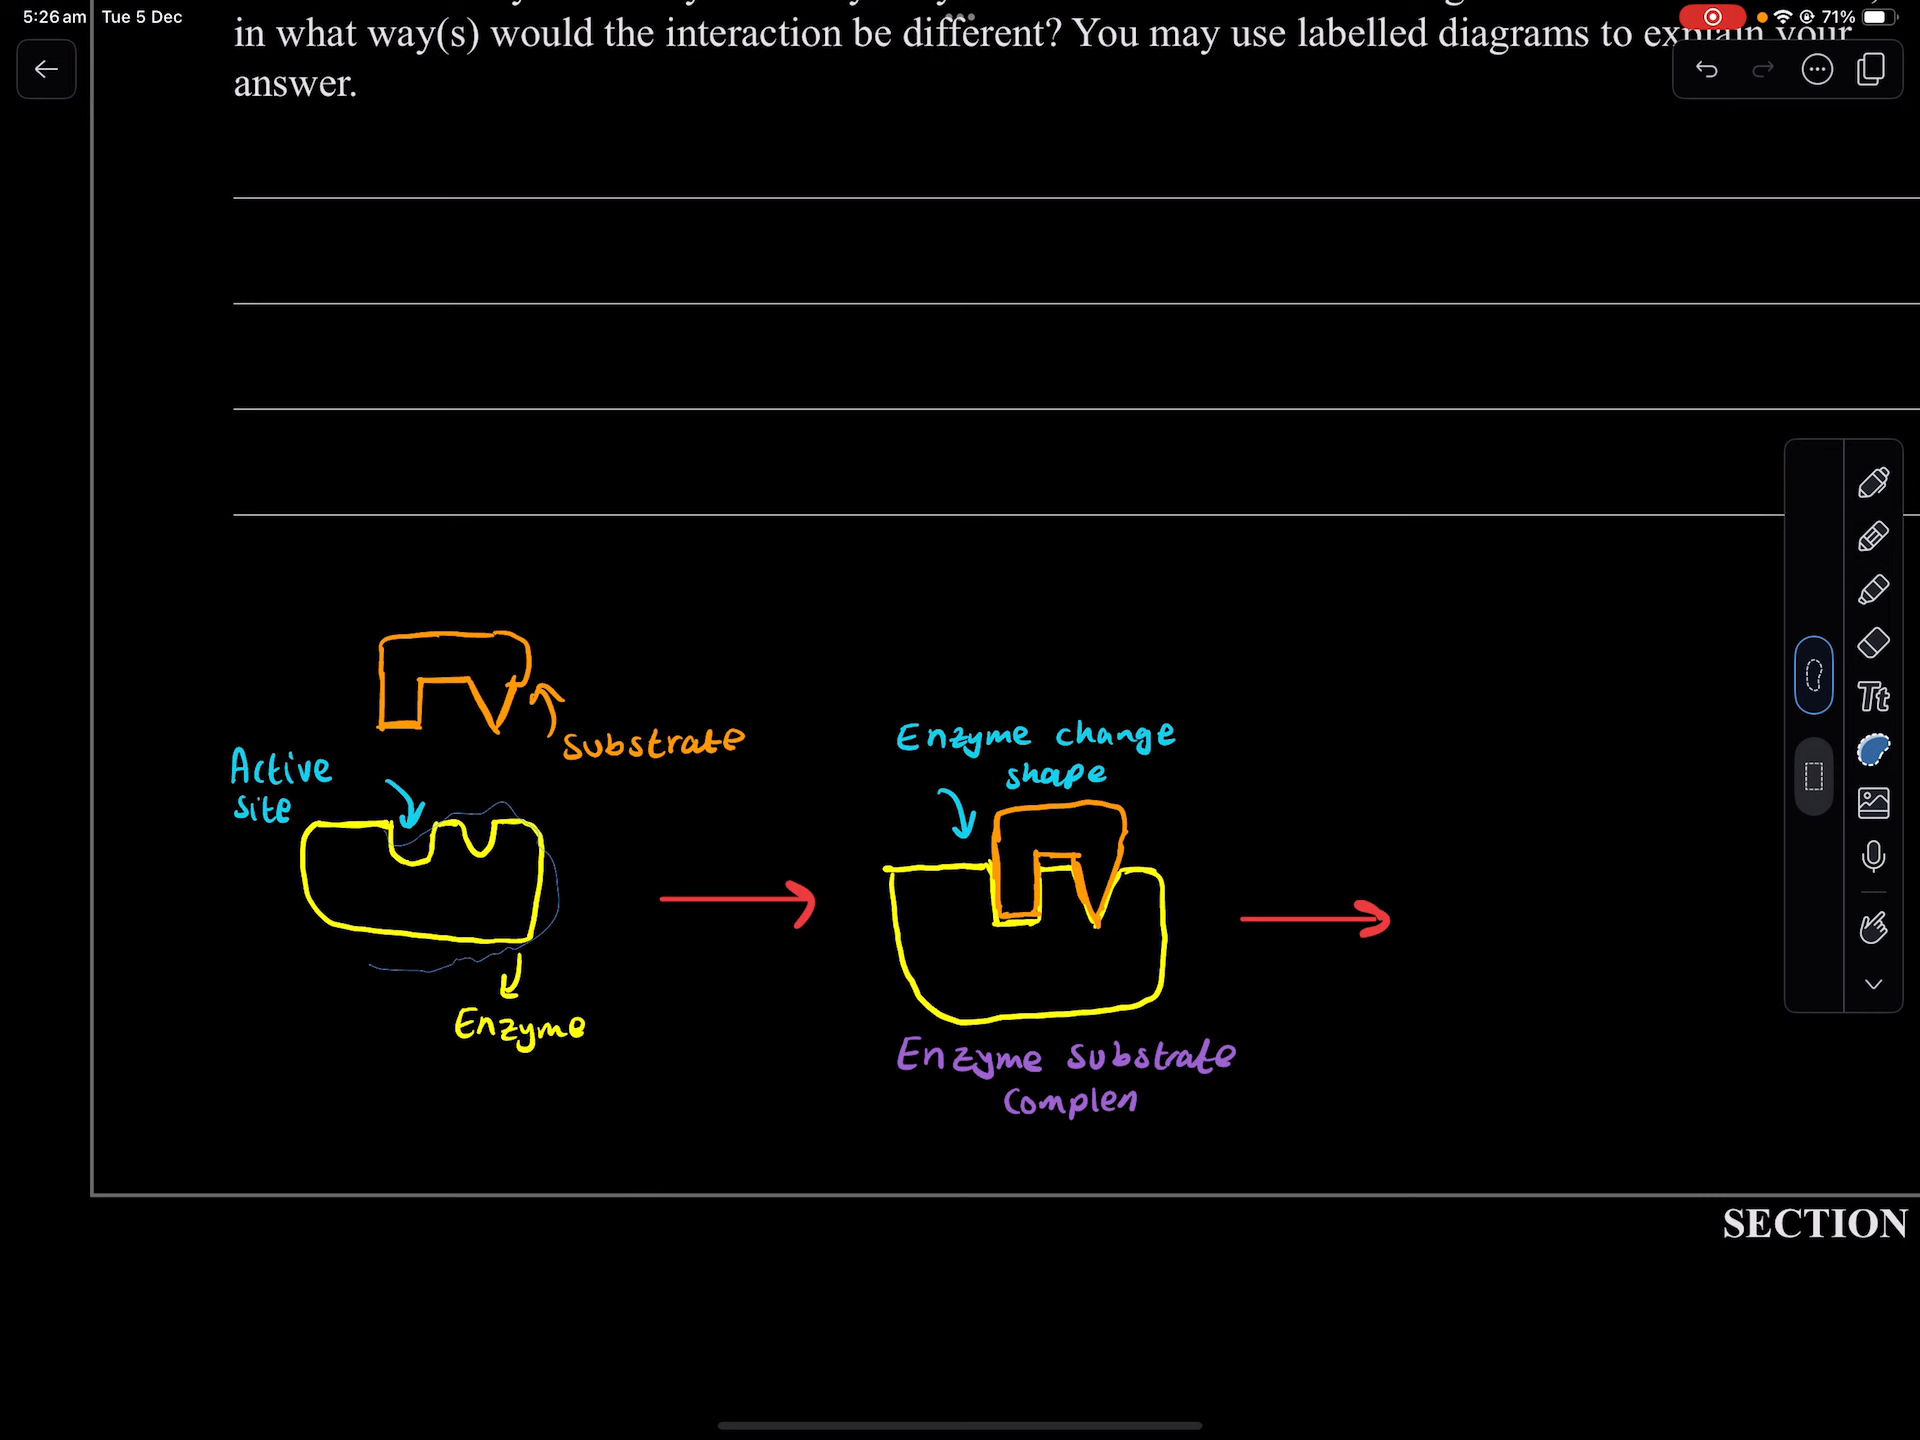 5:26 am Tue 5 Dec
71%
in what way(s) would the interaction be different? You may use labelled diagrams to explain your
answer.
Tt
Substrate
Active
site
Enzyme
Enzyme change
shape
Enzyme Substrate
Complen
SECTION